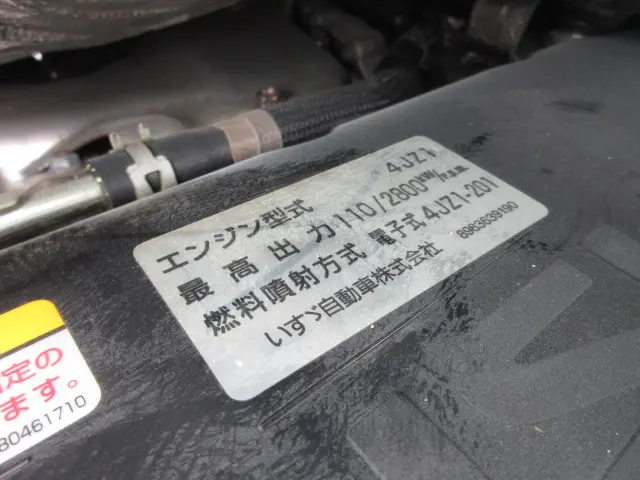 エンジン型式 4JZ1
最高出力 110/2800 kW/r.p.m.
燃料噴射方式 電子式 4JZ1-201
いすゞ自動車株式会社 8983639190
定の
ます。
80461710